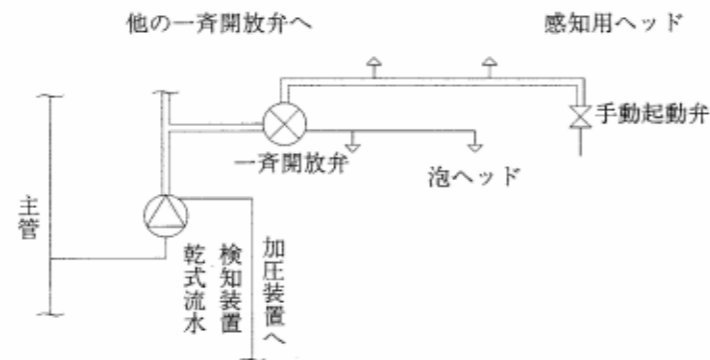 他の一斉開放弁へ
感知用ヘッド
手動起動弁
一斉開放弁
泡ヘッド
主管
乾式流水
検知装置
加圧装置へ